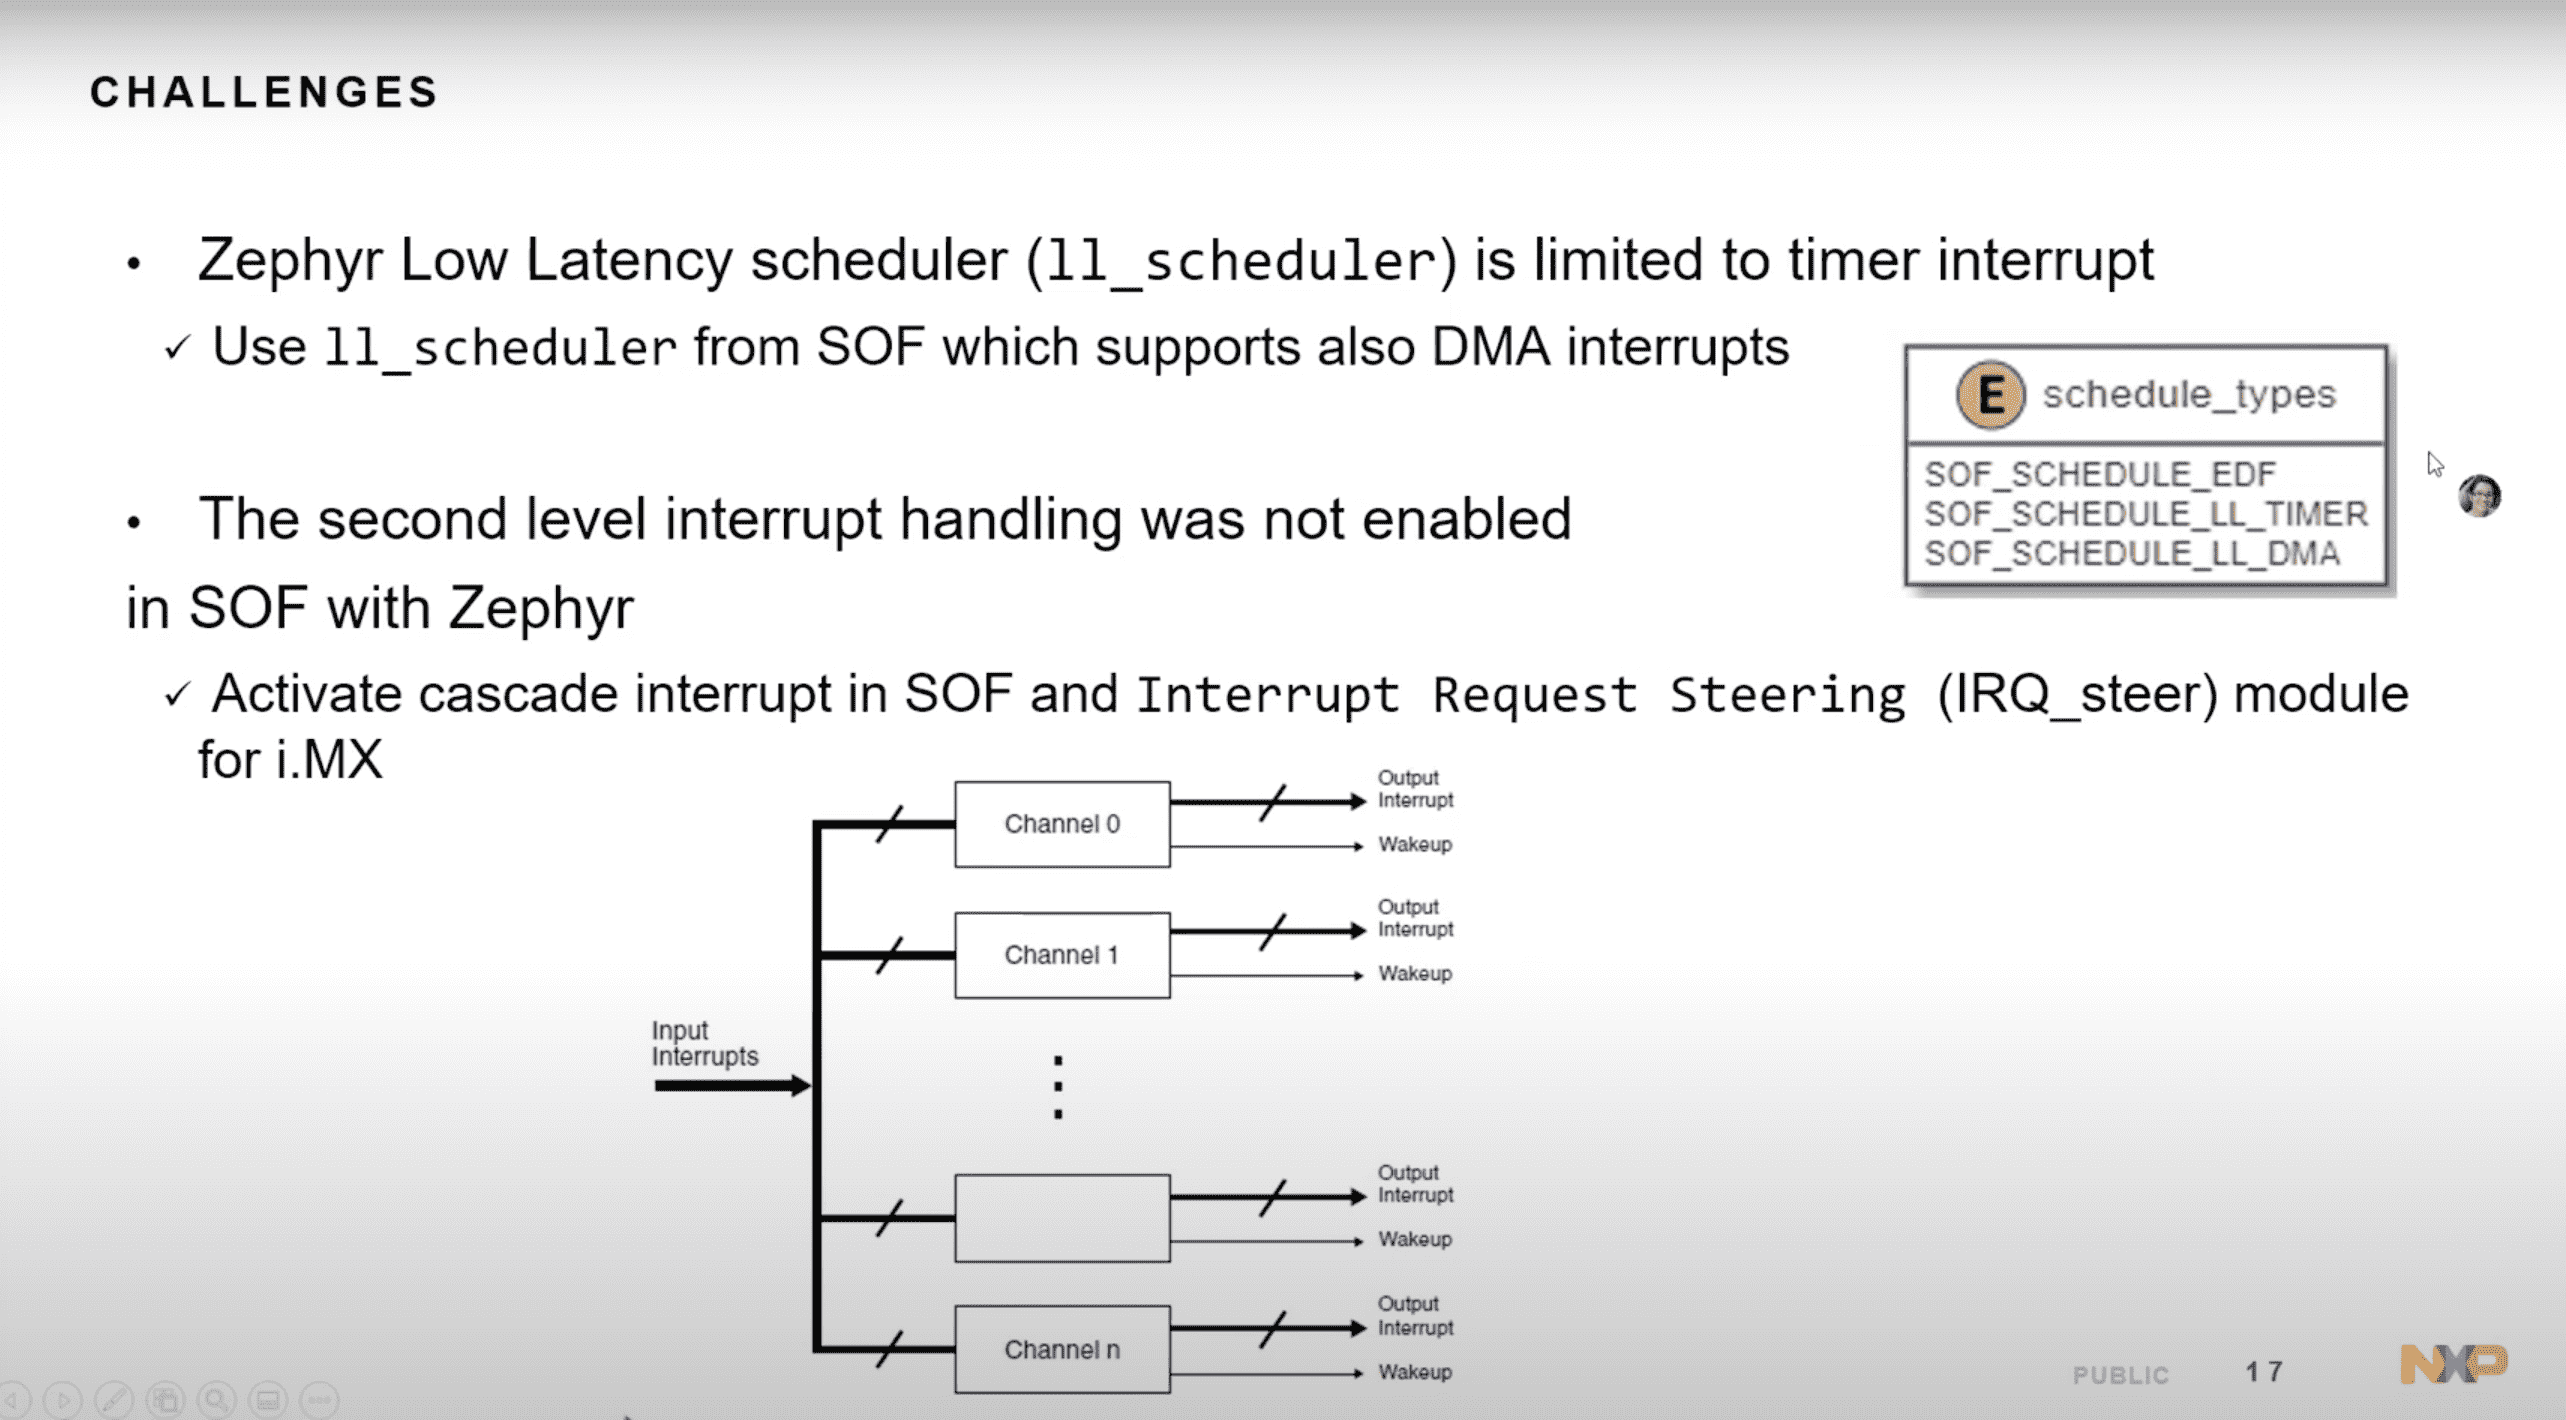 CHALLENGES
• Zephyr Low Latency scheduler (ll_scheduler) is limited to timer interrupt
✓ Use ll_scheduler from SOF which supports also DMA interrupts
E schedule_types
SOF_SCHEDULE_EDF
SOF_SCHEDULE_LL_TIMER
SOF_SCHEDULE_LL_DMA
• The second level interrupt handling was not enabled
in SOF with Zephyr
✓ Activate cascade interrupt in SOF and Interrupt Request Steering (IRQ_steer) module
for i.MX
Input
Interrupts
Channel 0
Output
Interrupt
Wakeup
Channel 1
Output
Interrupt
Wakeup
Output
Interrupt
Wakeup
Channel n
Output
Interrupt
Wakeup
PUBLIC 17 NXP